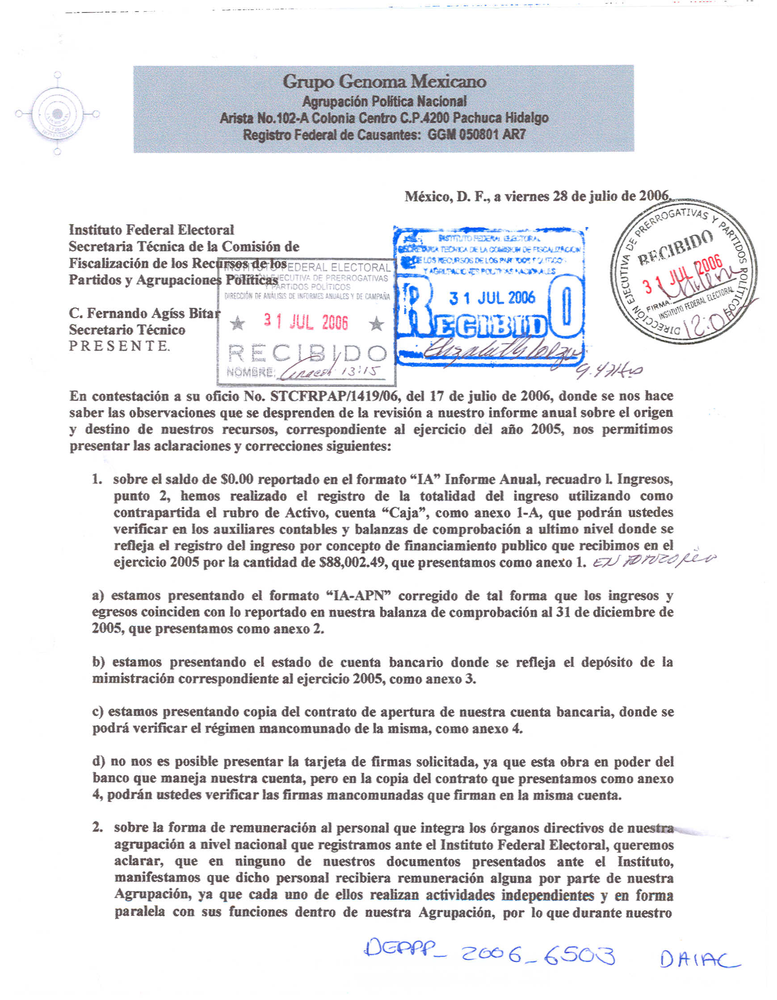 Grupo Genoma Mexicano
Agrupación Política Nacional
Arista No.102-A Colonia Centro C.P.4200 Pachuca Hidalgo
Registro Federal de Causantes: GGM 050801 AR7
HONESTIDAD
México, D. F., a viernes 28 de julio de 2006.
Instituto Federal Electoral
Secretaria Técnica de la Comisión de
Fiscalización de los Recursos de los
Partidos y Agrupaciones Políticas
C. Fernando Agíss Bitar
Secretario Técnico
P R E S E N T E.
INSTITUTO FEDERAL ELECTORAL
DIRECCIÓN EJECUTIVA DE PRERROGATIVAS
Y PARTIDOS POLÍTICOS
DIRECCIÓN DE ANÁLISIS DE INFORMES ANUALES Y DE CAMPAÑA
★ 31 JUL 2006 ★
RECIBIDO
NOMBRE: Araceli 13:15
INSTITUTO FEDERAL ELECTORAL
SECRETARIA TECNICA DE LA COMISION DE FISCALIZACION
DE LOS RECURSOS DE LOS PARTIDOS POLITICOS
Y AGRUPACIONES POLITICAS NACIONALES
31 JUL 2006
RECIBIDO
9.47Hrs
DIRECCIÓN EJECUTIVA DE PRERROGATIVAS Y PARTIDOS POLÍTICOS
RECIBIDO
31 JUL 2006
FIRMA:
INSTITUTO FEDERAL ELECTORAL
En contestación a su oficio No. STCFRPAP/1419/06, del 17 de julio de 2006, donde se nos hace
saber las observaciones que se desprenden de la revisión a nuestro informe anual sobre el origen
y destino de nuestros recursos, correspondiente al ejercicio del año 2005, nos permitimos
presentar las aclaraciones y correcciones siguientes:
1. sobre el saldo de $0.00 reportado en el formato “IA” Informe Anual, recuadro l. Ingresos,
punto 2, hemos realizado el registro de la totalidad del ingreso utilizando como
contrapartida el rubro de Activo, cuenta “Caja”, como anexo 1-A, que podrán ustedes
verificar en los auxiliares contables y balanzas de comprobación a ultimo nivel donde se
refleja el registro del ingreso por concepto de financiamiento publico que recibimos en el
ejercicio 2005 por la cantidad de $88,002.49, que presentamos como anexo 1. EN
a) estamos presentando el formato “IA-APN” corregido de tal forma que los ingresos y
egresos coinciden con lo reportado en nuestra balanza de comprobación al 31 de diciembre de
2005, que presentamos como anexo 2.
b) estamos presentando el estado de cuenta bancario donde se refleja el depósito de la
mimistración correspondiente al ejercicio 2005, como anexo 3.
c) estamos presentando copia del contrato de apertura de nuestra cuenta bancaria, donde se
podrá verificar el régimen mancomunado de la misma, como anexo 4.
d) no nos es posible presentar la tarjeta de firmas solicitada, ya que esta obra en poder del
banco que maneja nuestra cuenta, pero en la copia del contrato que presentamos como anexo
4, podrán ustedes verificar las firmas mancomunadas que firman en la misma cuenta.
2. sobre la forma de remuneración al personal que integra los órganos directivos de nuestra
agrupación a nivel nacional que registramos ante el Instituto Federal Electoral, queremos
aclarar, que en ninguno de nuestros documentos presentados ante el Instituto,
manifestamos que dicho personal recibiera remuneración alguna por parte de nuestra
Agrupación, ya que cada uno de ellos realizan actividades independientes y en forma
paralela con sus funciones dentro de nuestra Agrupación, por lo que durante nuestro
DEPPP_2006_6503 DAIAC